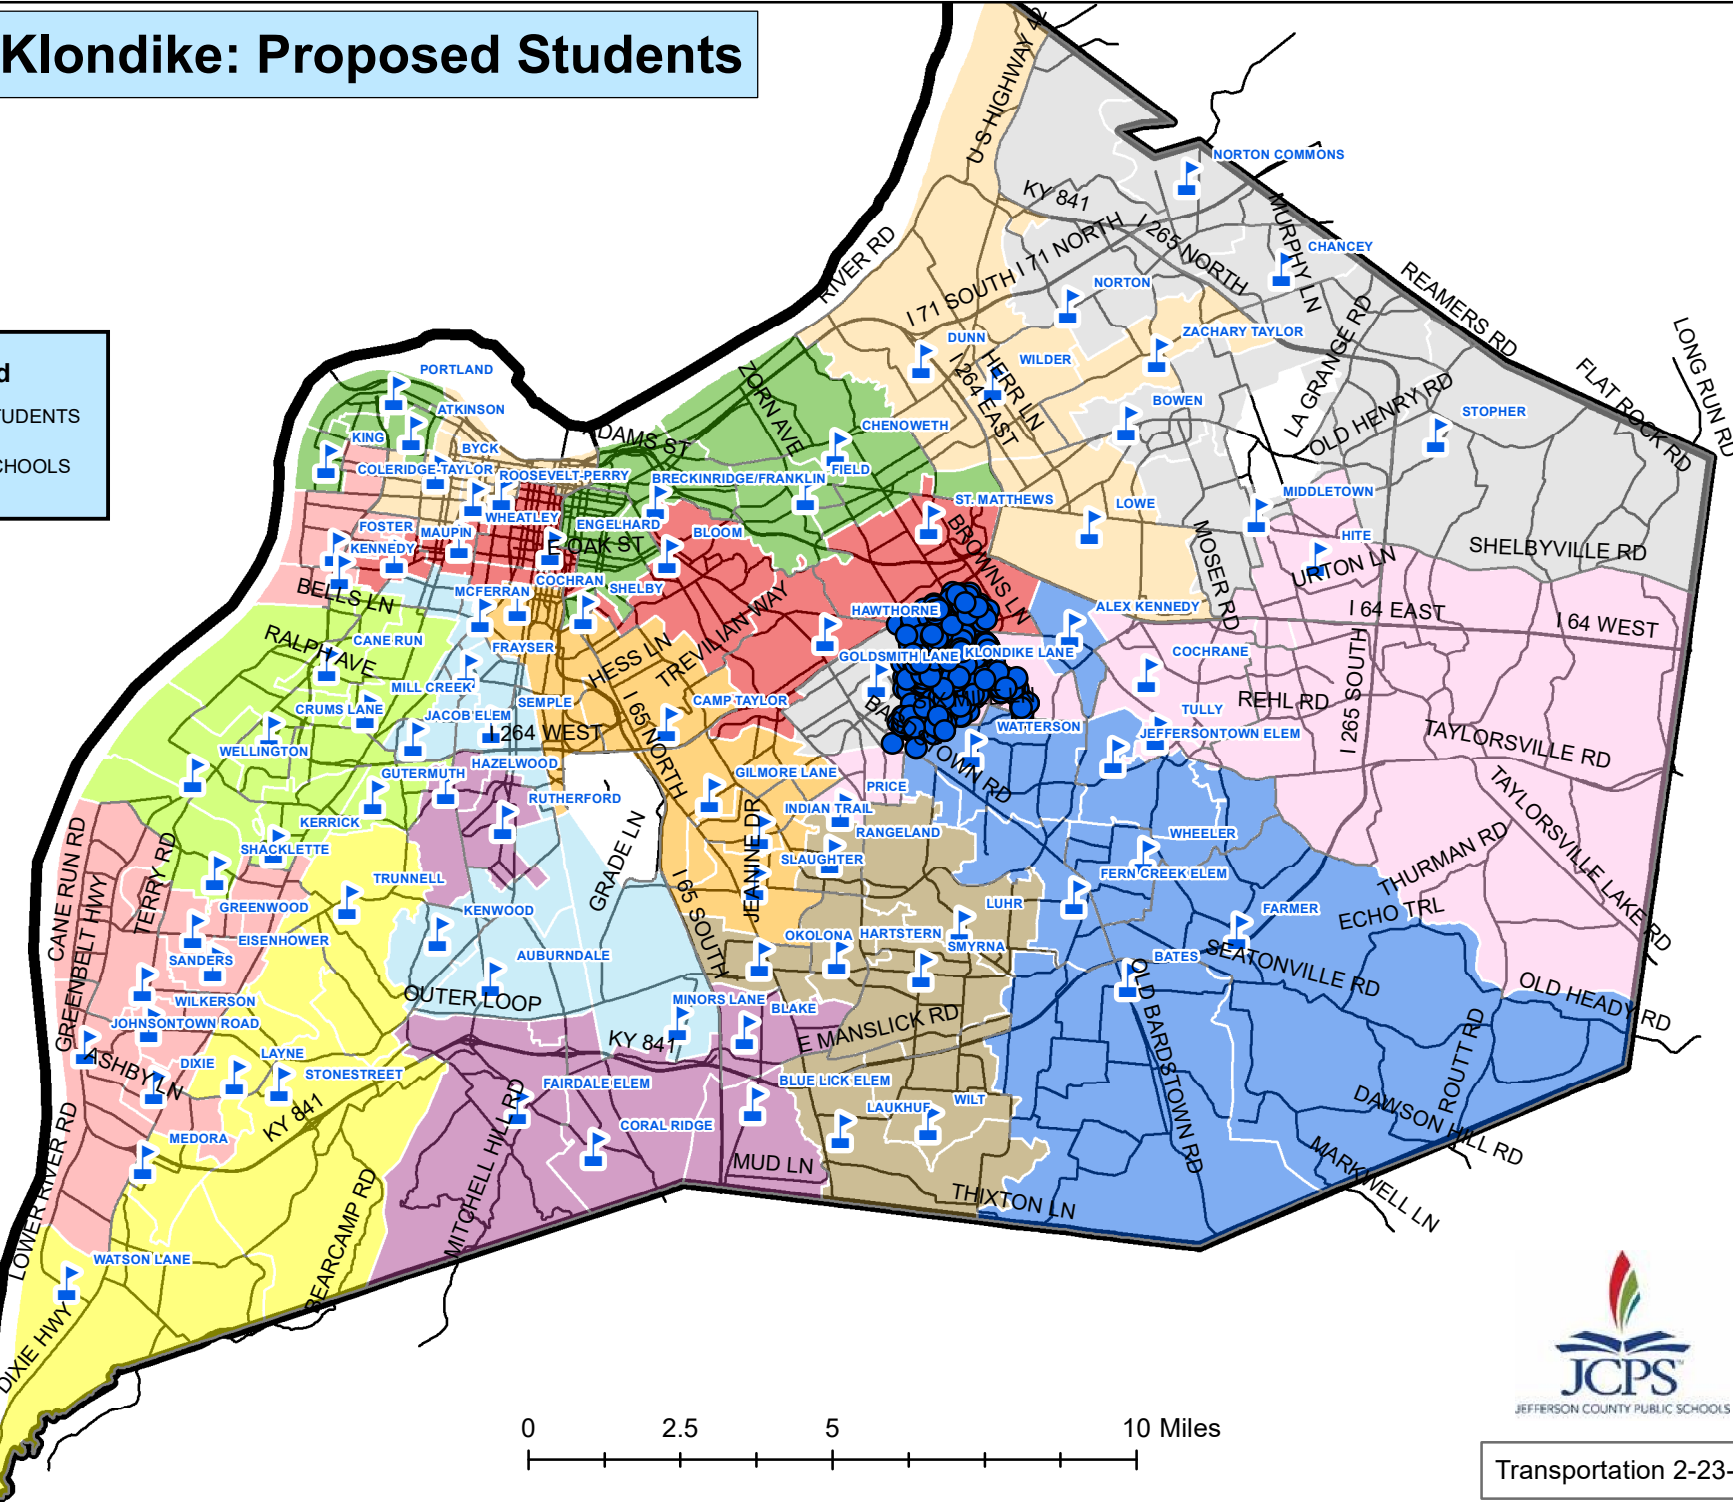 Klondike: Proposed Students
d
TUDENTS
CHOOLS
U S HIGHWAY 42
NORTON COMMONS
KY 841
I 71 NORTH
I 265 NORTH
MURPHY LN
CHANCEY
RIVER RD
I 71 SOUTH
NORTON
REAMERS RD
LONG RUN RD
FLAT ROCK RD
DUNN
WILDER
ZACHARY TAYLOR
LA GRANGE RD
HERR LN
I 264 EAST
PORTLAND
ZORN AVE
BOWEN
OLD HENRY RD
STOPHER
ATKINSON
CHENOWETH
KING
BYCK
ADAMS ST
COLERIDGE-TAYLOR
ROOSEVELT-PERRY
BRECKINRIDGE/FRANKLIN
FIELD
ST. MATTHEWS
LOWE
MIDDLETOWN
FOSTER
MAUPIN
WHEATLEY
ENGELHARD
BLOOM
BROWNS LN
MOSER RD
HITE
SHELBYVILLE RD
KENNEDY
E OAK ST
URTON LN
BELLS LN
MCFERRAN
COCHRAN
SHELBY
HAWTHORNE
ALEX KENNEDY
I 64 EAST
I 64 WEST
RALPH AVE
CANE RUN
FRAYSER
HESS LN
TREVILIAN WAY
GOLDSMITH LANE
KLONDIKE LANE
COCHRANE
MILL CREEK
SEMPLE
I 65 NORTH
CAMP TAYLOR
REHL RD
I 265 SOUTH
CRUMS LANE
JACOB ELEM
I 264 WEST
WATTERSON
TULLY
JEFFERSONTOWN ELEM
TAYLORSVILLE RD
WELLINGTON
GUTERMUTH
HAZELWOOD
GILMORE LANE
PRICE
RUTHERFORD
INDIAN TRAIL
RANGELAND
WHEELER
TAYLORSVILLE LAKE RD
KERRICK
SHACKLETTE
GRADE LN
JEANINE DR
SLAUGHTER
FERN CREEK ELEM
THURMAN RD
CANE RUN RD
TERRY RD
TRUNNELL
I 65 SOUTH
GREENBELT HWY
GREENWOOD
KENWOOD
LUHR
FARMER
ECHO TRL
EISENHOWER
OKOLONA
HARTSTERN
SMYRNA
SANDERS
AUBURNDALE
BATES
SEATONVILLE RD
WILKERSON
OUTER LOOP
MINORS LANE
BLAKE
OLD HEADY RD
JOHNSONTOWN ROAD
KY 841
E MANSLICK RD
OLD BARDSTOWN RD
ROUTT RD
ASHBY LN
DIXIE
LAYNE
STONESTREET
FAIRDALE ELEM
BLUE LICK ELEM
LAUKHUF
WILT
DAWSON HILL RD
KY 841
MEDORA
MITCHELL HILL RD
CORAL RIDGE
MUD LN
MARKWELL LN
LOWER RIVER RD
BEARCAMP RD
THIXTON LN
WATSON LANE
DIXIE HWY
JCPS
JEFFERSON COUNTY PUBLIC SCHOOLS
0 2.5 5 10 Miles
Transportation 2-23-